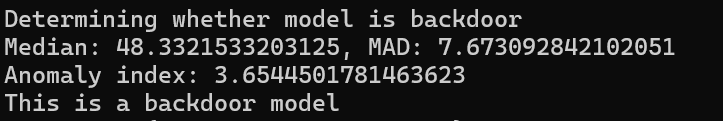 Determining whether model is backdoor
Median: 48.3321533203125, MAD: 7.673092842102051
Anomaly index: 3.6544501781463623
This is a backdoor model